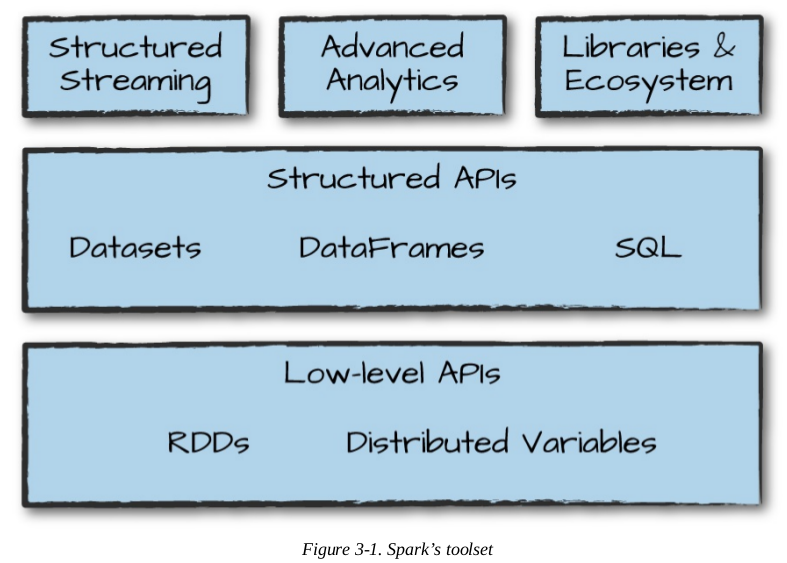 Structured
Streaming
Advanced
Analytics
Libraries &
Ecosystem
Structured APIs
Datasets DataFrames SQL
Low-level APIs
RDDs Distributed Variables
Figure 3-1. Spark’s toolset